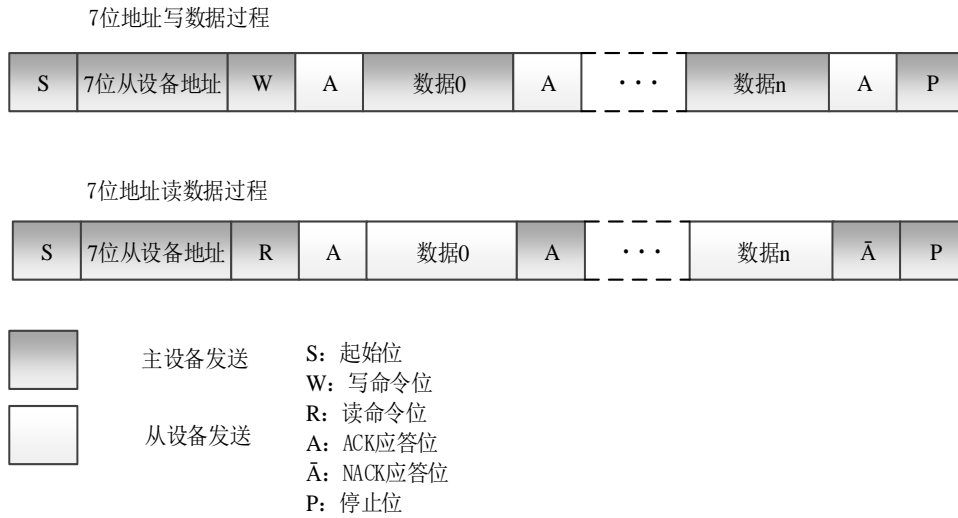 7位地址写数据过程
S 7位从设备地址 W A 数据0 A ··· 数据n A P
7位地址读数据过程
S 7位从设备地址 R A 数据0 A ··· 数据n Ā P
主设备发送
从设备发送
S：起始位
W：写命令位
R：读命令位
A：ACK应答位
Ā：NACK应答位
P：停止位